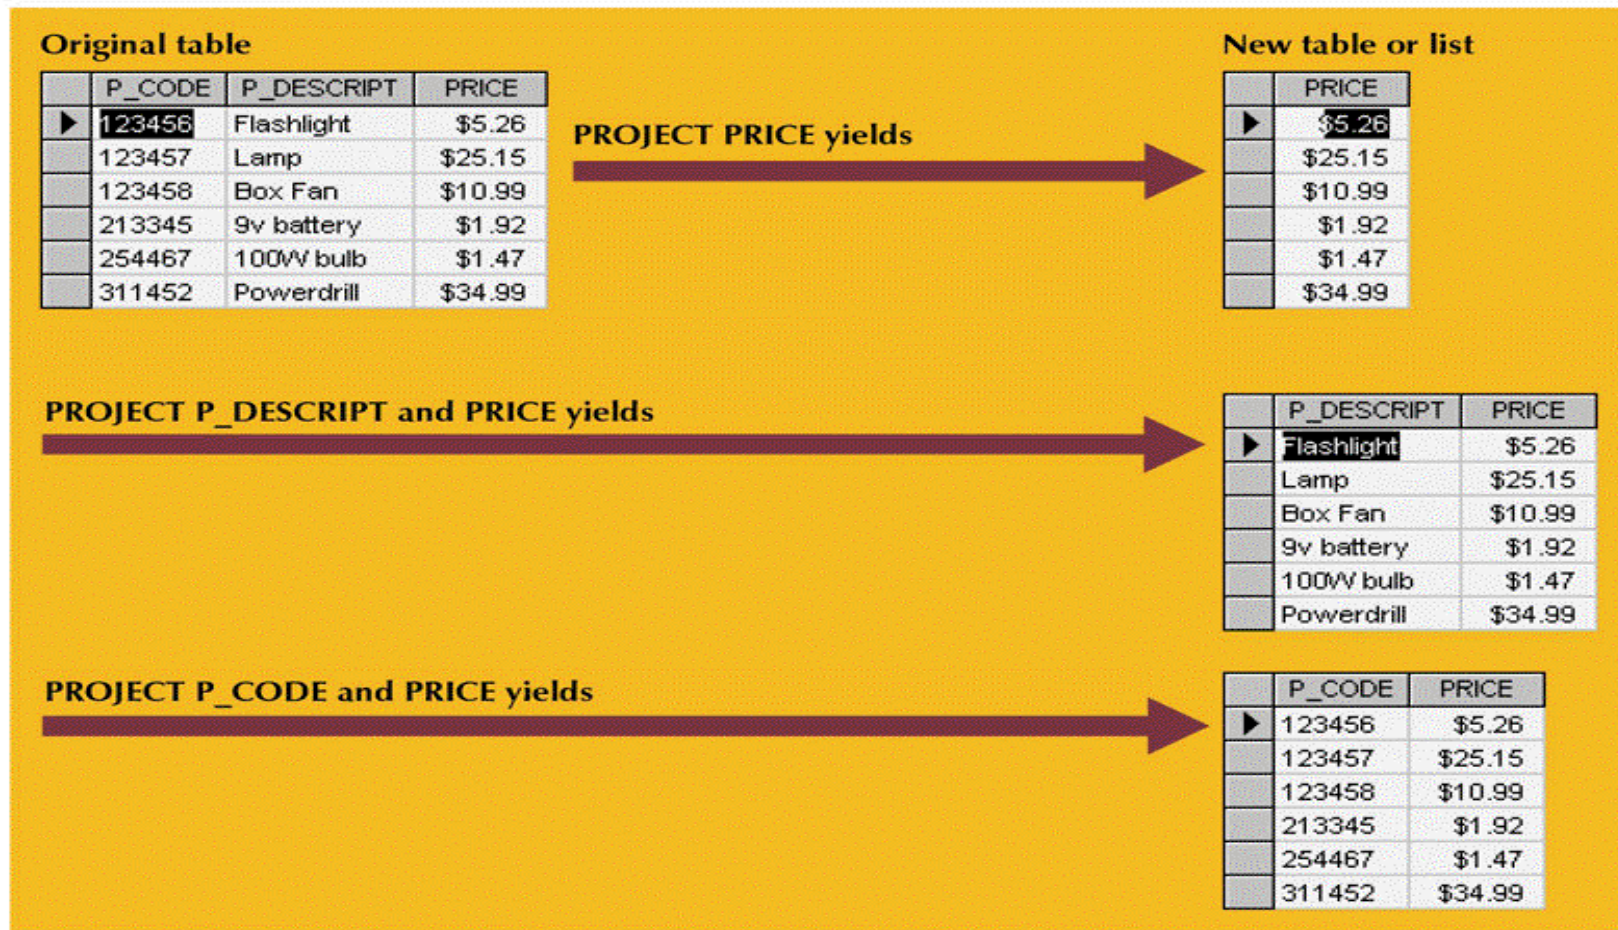 Original table
P_CODE P_DESCRIPT PRICE
123456 Flashlight $5.26
123457 Lamp $25.15
123458 Box Fan $10.99
213345 9v battery $1.92
254467 100W bulb $1.47
311452 Powerdrill $34.99
PROJECT PRICE yields
New table or list
PRICE
$5.26
$25.15
$10.99
$1.92
$1.47
$34.99
PROJECT P_DESCRIPT and PRICE yields
P_DESCRIPT PRICE
Flashlight $5.26
Lamp $25.15
Box Fan $10.99
9v battery $1.92
100W bulb $1.47
Powerdrill $34.99
PROJECT P_CODE and PRICE yields
P_CODE PRICE
123456 $5.26
123457 $25.15
123458 $10.99
213345 $1.92
254467 $1.47
311452 $34.99